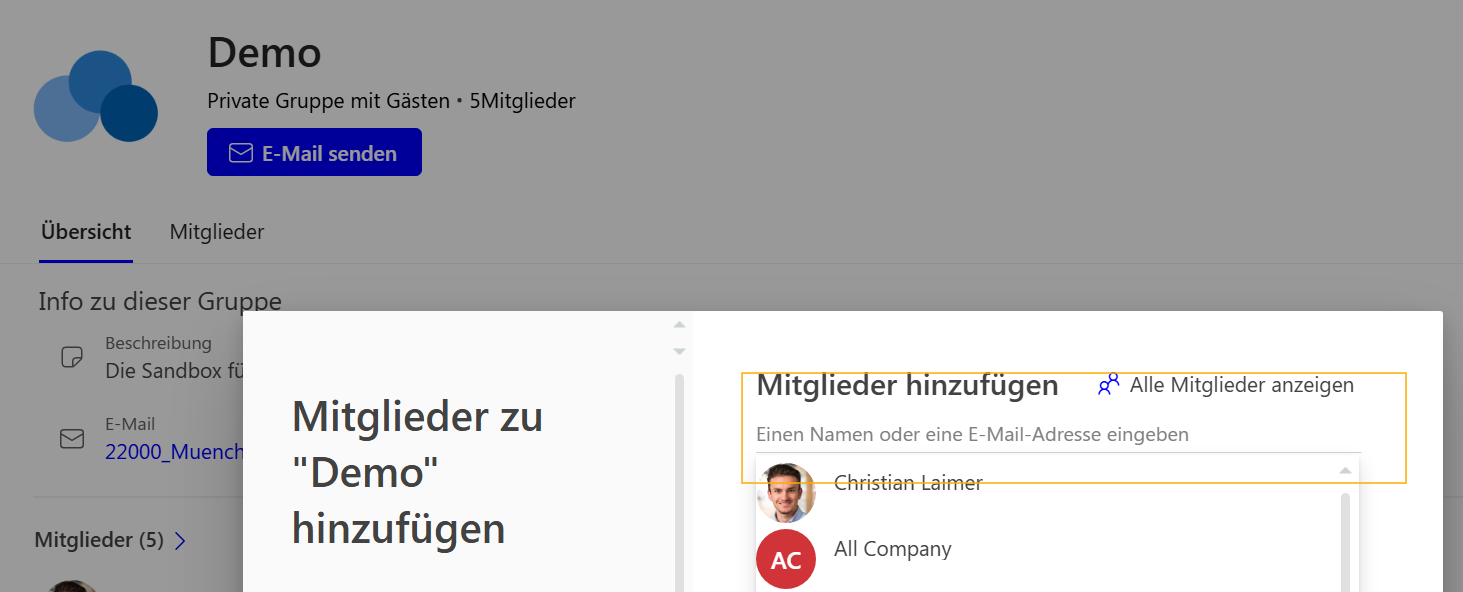 Demo
Private Gruppe mit Gästen • 5Mitglieder
E-Mail senden
Übersicht
Mitglieder
Info zu dieser Gruppe
Beschreibung
Die Sandbox fü
E-Mail
22000_Muench
Mitglieder (5)
Mitglieder zu
"Demo"
hinzufügen
Mitglieder hinzufügen
Alle Mitglieder anzeigen
Einen Namen oder eine E-Mail-Adresse eingeben
Christian Laimer
AC
All Company